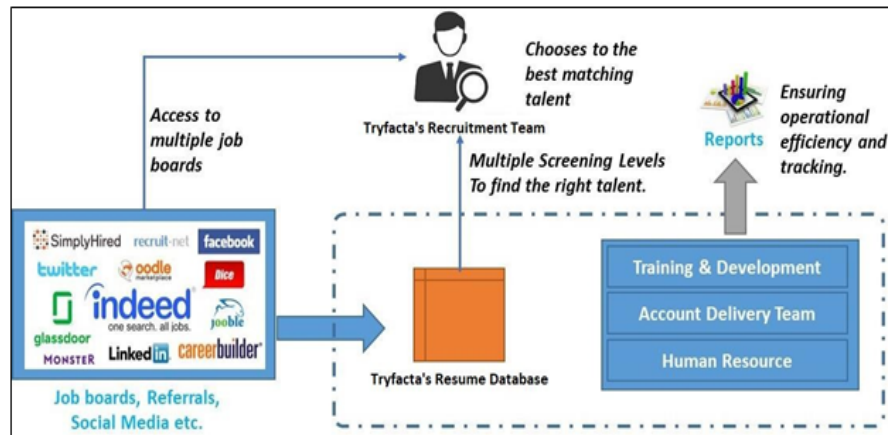 Chooses to the
best matching
talent
Access to
multiple job
boards
Tryfacta's Recruitment Team
Ensuring
operational
efficiency and
tracking.
Reports
Multiple Screening Levels
To find the right talent.
SimplyHired
recruit-net
facebook
twitter
oodle
marketplace
Dice
indeed
one search. all jobs.
jooble
glassdoor
MONSTER
LinkedIn
careerbuilder
Training & Development
Account Delivery Team
Human Resource
Tryfacta's Resume Database
Job boards, Referrals,
Social Media etc.